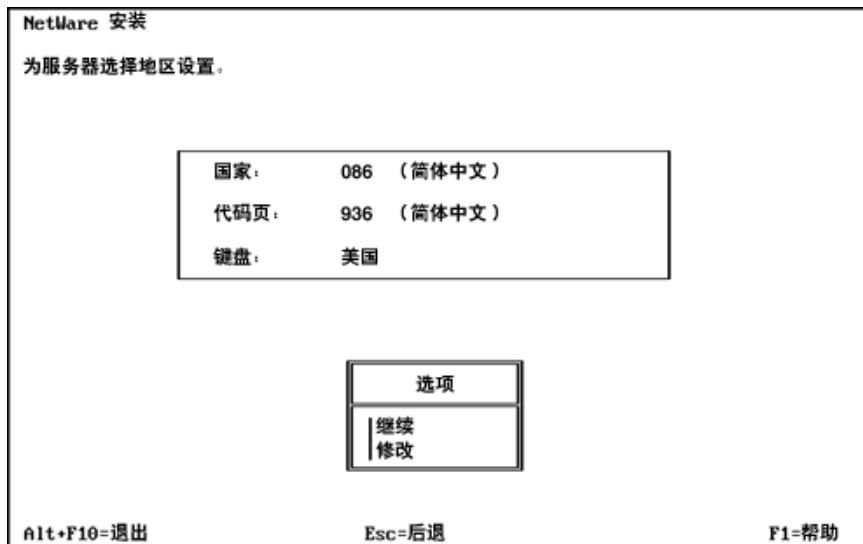 NetWare 安装
为服务器选择地区设置。
国家: 086 （简体中文）
代码页: 936 （简体中文）
键盘: 美国
选项
继续
修改
Alt+F10=退出 Esc=后退 F1=帮助